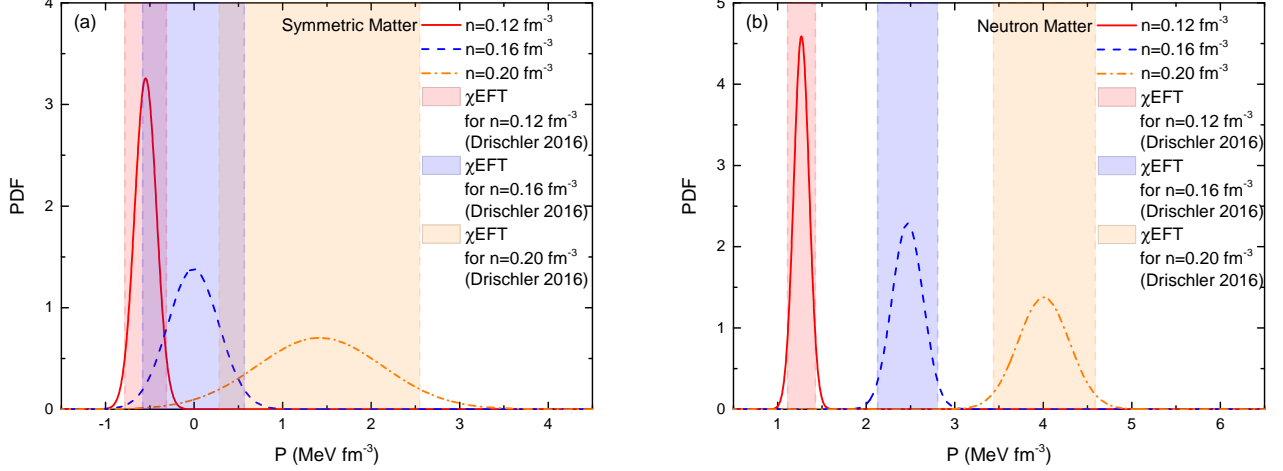 (a)
Symmetric Matter
n=0.12 fm⁻³
n=0.16 fm⁻³
n=0.20 fm⁻³
χEFT
for n=0.12 fm⁻³
(Drischler 2016)
χEFT
for n=0.16 fm⁻³
(Drischler 2016)
χEFT
for n=0.20 fm⁻³
(Drischler 2016)
PDF
4
3
2
1
0
-1 0 1 2 3 4
P (MeV fm⁻³)
(b)
Neutron Matter
n=0.12 fm⁻³
n=0.16 fm⁻³
n=0.20 fm⁻³
χEFT
for n=0.12 fm⁻³
(Drischler 2016)
χEFT
for n=0.16 fm⁻³
(Drischler 2016)
χEFT
for n=0.20 fm⁻³
(Drischler 2016)
PDF
5
4
3
2
1
0
1 2 3 4 5 6
P (MeV fm⁻³)